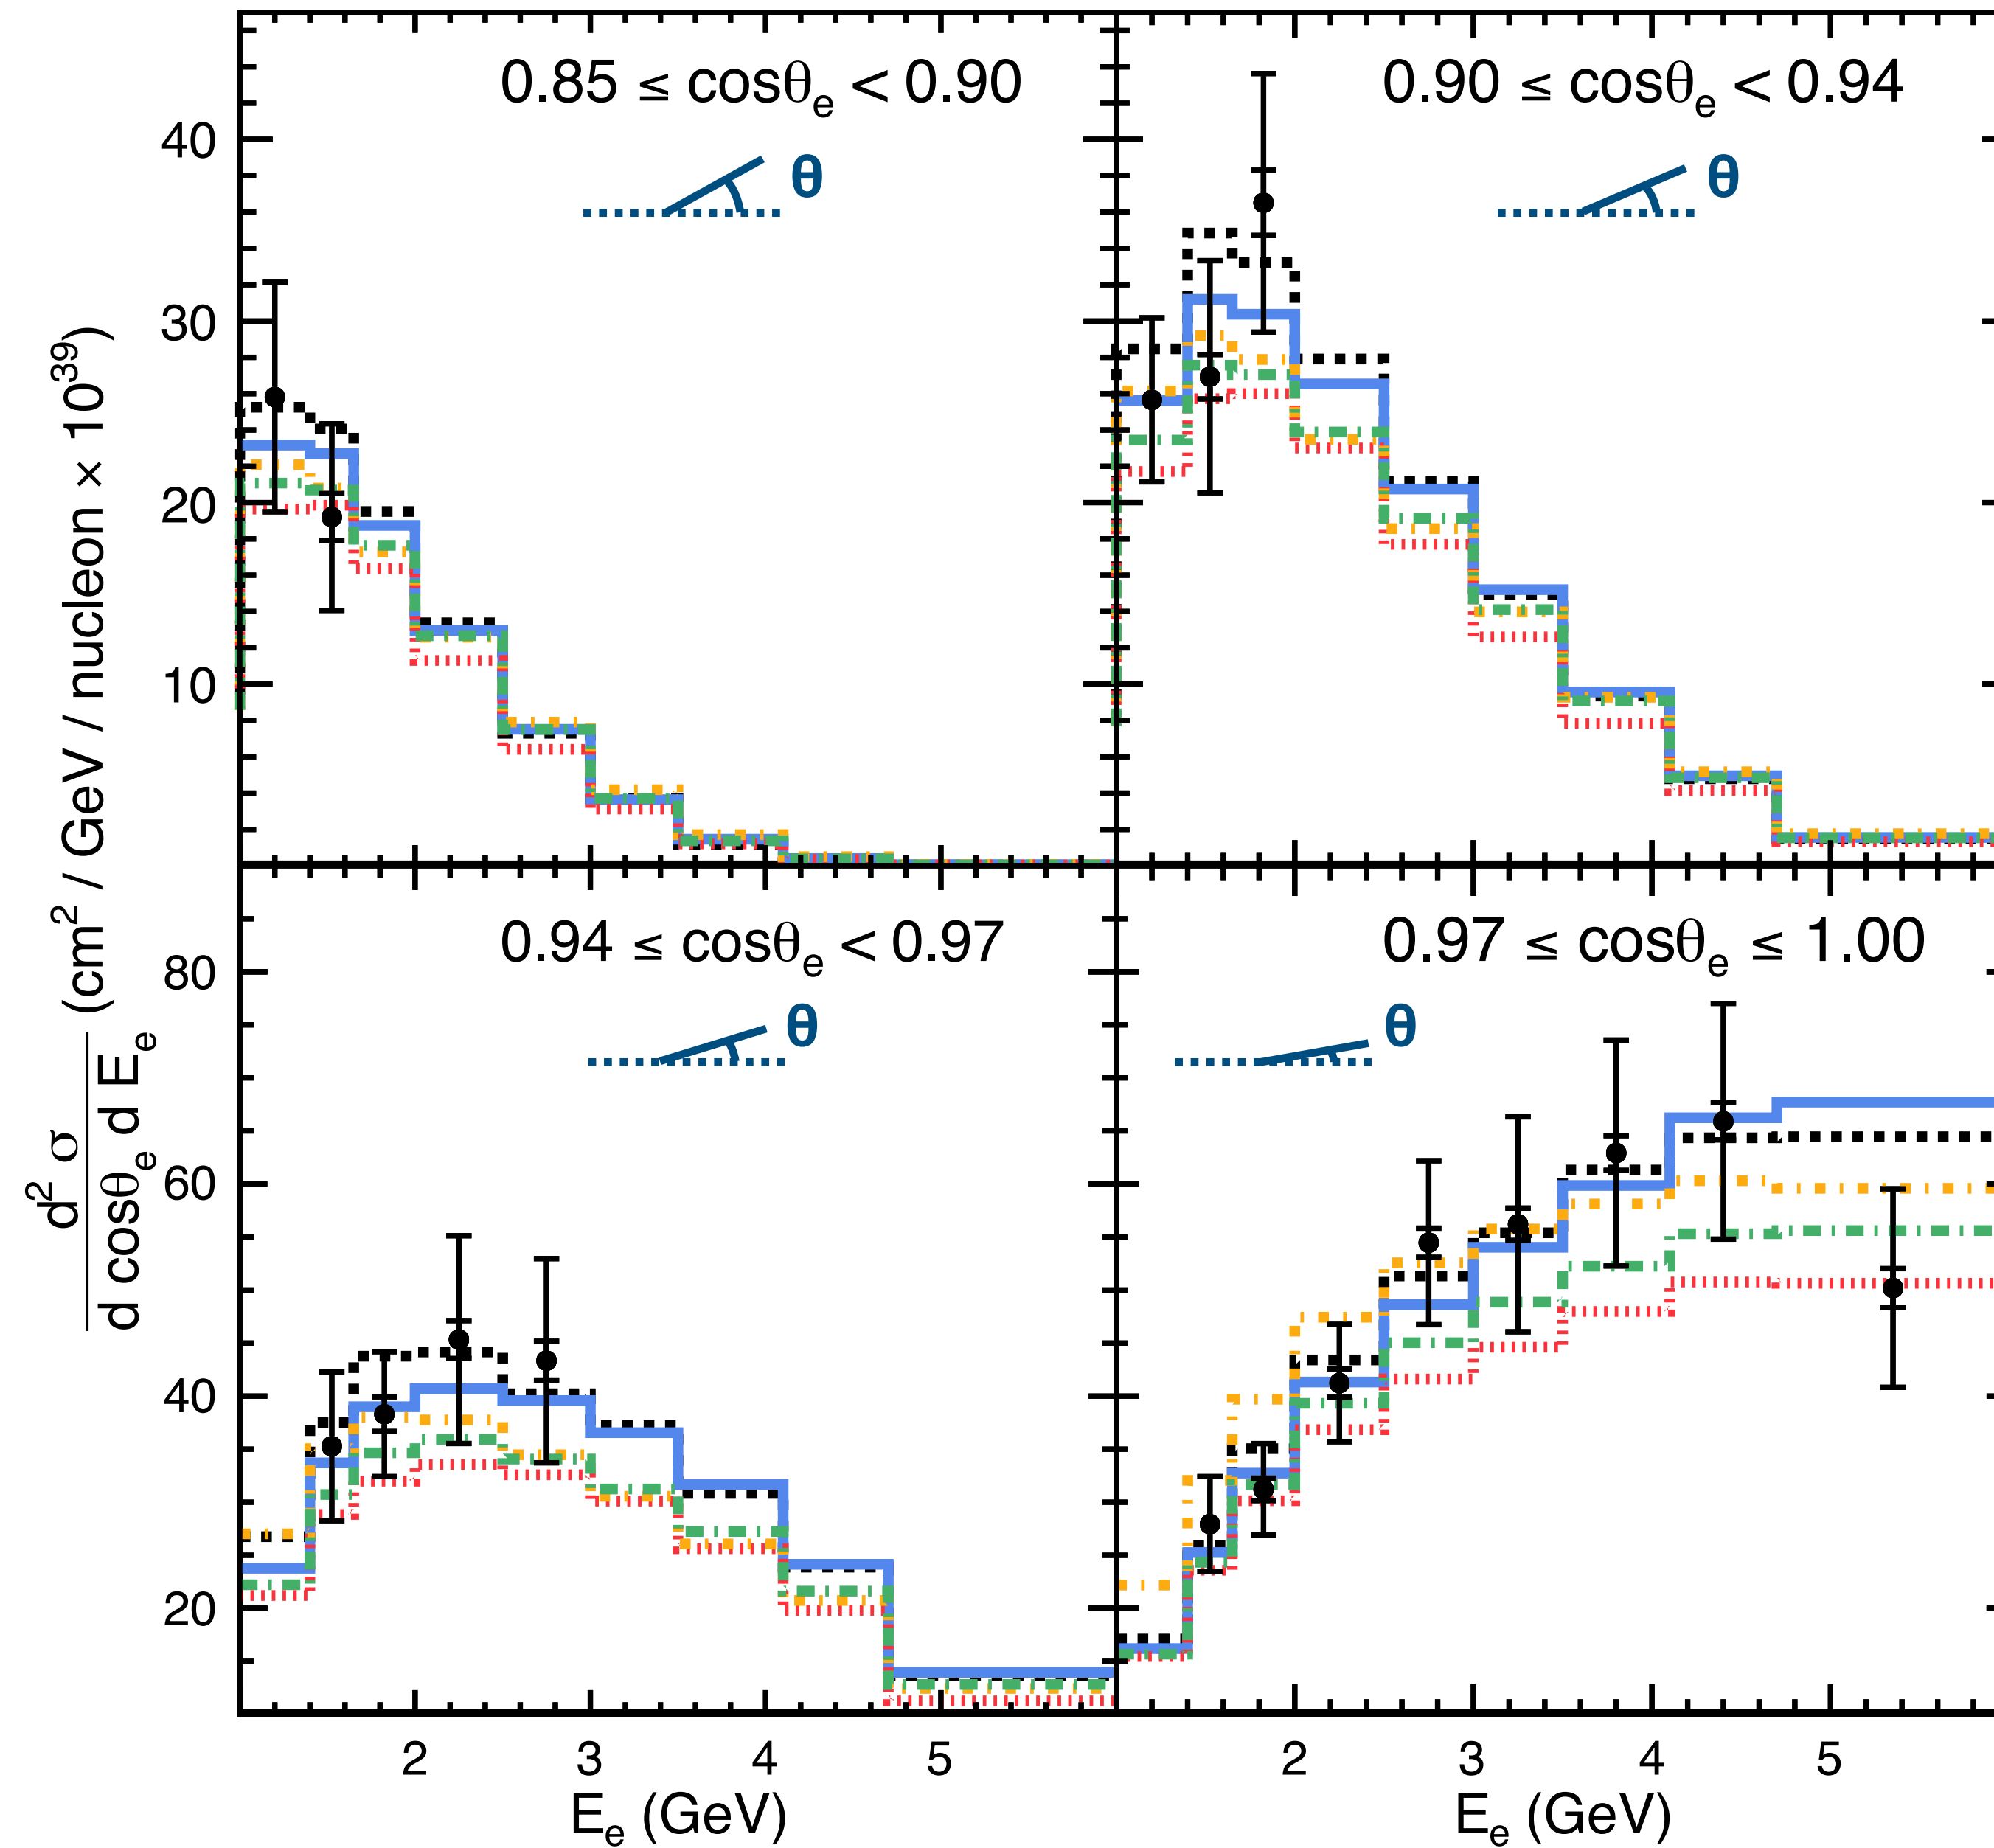 0.85 ≤ cosθe < 0.90
0.90 ≤ cosθe < 0.94
θ
θ
40
30
20
10
0.94 ≤ cosθe < 0.97
0.97 ≤ cosθe ≤ 1.00
θ
θ
80
60
40
20
d² σ
d cosθe d Ee
(cm² / GeV / nucleon × 10³⁹)
2 3 4 5
2 3 4 5
Ee (GeV)
Ee (GeV)